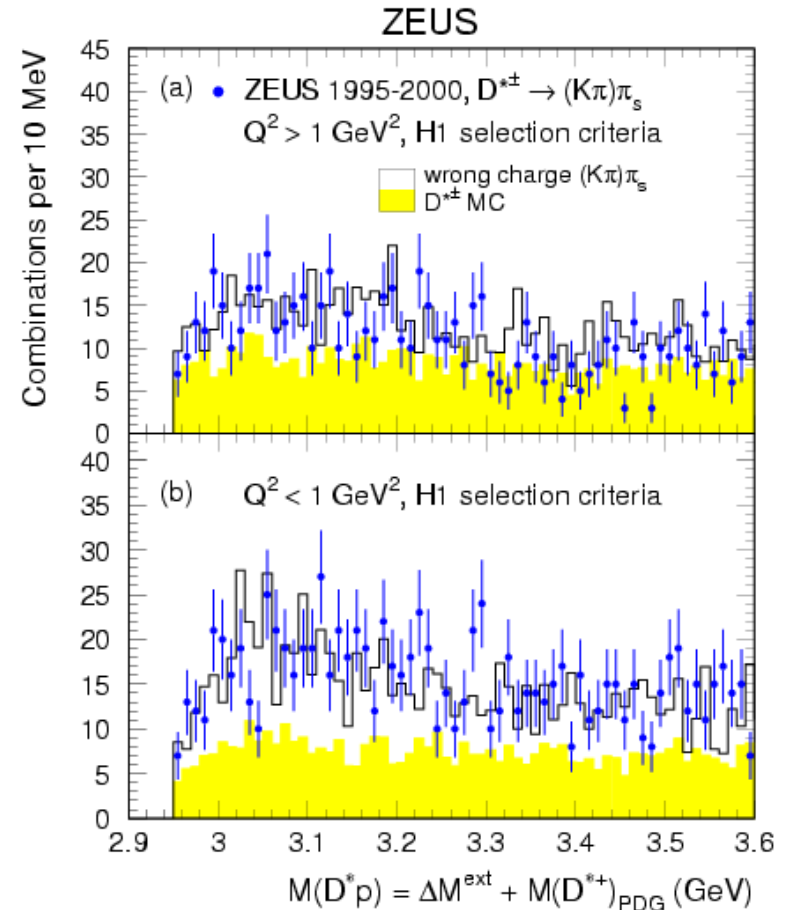 ZEUS
Combinations per 10 MeV
45
40
35
30
25
20
15
10
5
0
(a) ZEUS 1995-2000, D*± → (Kπ)πs
Q² > 1 GeV², H1 selection criteria
wrong charge (Kπ)πs
D*± MC
40
35
30
25
20
15
10
5
0
(b) Q² < 1 GeV², H1 selection criteria
2.9 3 3.1 3.2 3.3 3.4 3.5 3.6
M(D*p) = ΔM^ext + M(D*+)PDG (GeV)